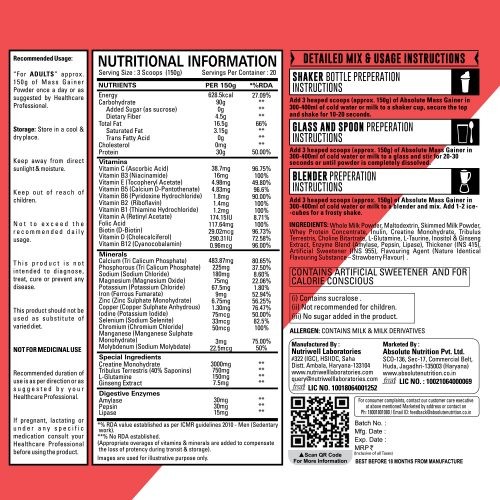 Recommended Usage:
"For ADULTS" approx.
150g of Mass Gainer
Powder once a day or as
suggested by Healthcare
Professional.
Storage: Store in a cool &
dry place.
Keep away from direct
sunlight & moisture.
Keep out of reach of
children.
Not to exceed the
recommended daily
usage.
This product is not
intended to diagnose,
treat, cure or prevent any
disease.
This product should not be
used as substitute of
varied diet.
NOT FOR MEDICINAL USE
Recommended duration of
use is as per direction or as
suggested by your
Healthcare Professional.
If pregnant, lactating or
under any specific
medication consult your
Healthcare Professional
before using the product.
NUTRITIONAL INFORMATION
Serving Size : 3 Scoops (150g) Servings Per Container : 20
NUTRIENTS PER 150g *%RDA
Energy 628.5kcal 27.09%
Carbohydrate 90g **
Added Sugar (as sucrose) 0g **
Dietary Fiber 4.5g **
Total Fat 16.5g 66%
Saturated Fat 3.15g **
Trans Fatty Acid 0g **
Cholesterol 0mg **
Protein 30g 50.00%
Vitamins
Vitamin C (Ascorbic Acid) 38.7mg 96.75%
Vitamin B3 (Niacinamide) 16mg 100%
Vitamin E (Tocopheryl Acetate) 4.98mg 49.80%
Vitamin B5 (Calcium D-Pantothenate) 4.83mg 96.6%
Vitamin B6 (Pyridoxine Hydrochloride) 1.8mg 90.00%
Vitamin B2 (Riboflavin) 1.4mg 100%
Vitamin B1 (Thiamine Hydrochloride) 1.2mg 100%
Vitamin A (Retinyl Acetate) 174.15IU 8.71%
Folic Acid 117.64mcg 100%
Biotin (D-Biotin) 29.02mcg 96.73%
Vitamin D (Cholecalciferol) 290.31IU 72.58%
Vitamin B12 (Cyanocobalamin) 0.96mcg 96.00%
Minerals
Calcium (Tri Calcium Phosphate) 483.87mg 80.65%
Phosphorous (Tri Calcium Phosphate) 225mg 37.50%
Sodium (Sodium Chloride) 180mg 8.60%
Magnesium (Magnesium Oxide) 75mg 22.06%
Potassium (Potassium Chloride) 67.5mg 1.80%
Iron (Ferrous Fumarate) 9mg 52.94%
Zinc (Zinc Sulphate Monohydrate) 6.75mg 56.25%
Copper (Copper Sulphate Anhydrous) 1.30mg 76.47%
Iodine (Potassium Iodide) 75mcg 50.00%
Selenium (Sodium Selenite) 82.5%
Chromium (Chromium Chloride) 50mcg 100%
Manganese (Manganese Sulphate
Monohydrate) 3mg 75.00%
Molybdenum (Sodium Molybdate) 22.5mcg 50%
Special Ingredients
Creatine Monohydrate 3000mg **
Tribulus Terrestris (40% Saponins) 750mg **
L-Glutamine 150mg **
Ginseng Extract 7.5mg **
Digestive Enzymes
Amylase 30mg **
Pepsin 30mg **
Lipase 15mg **
*% RDA value established as per ICMR guidelines 2010 - Men (Sedentary
work).
**% No RDA established.
(Appropriate overages of vitamins & minerals are added to compensate
the loss of potency during transit & storage).
Images are used for illustrative purpose only.
DETAILED MIX & USAGE INSTRUCTIONS
SHAKER BOTTLE PREPERATION
INSTRUCTIONS
Add 3 heaped scoops (approx. 150g) of Absolute Mass Gainer in
300-400ml of cold water or milk to a shaker cup, secure the cap
and shake for 10-20 seconds.
GLASS AND SPOON PREPERATION
INSTRUCTIONS
Add 3 heaped scoops (approx. 150g) of Absolute Mass Gainer in
300-400ml of cold water or milk to a glass and stir for 20-30
seconds or until powder is completely dissolved.
BLENDER PREPERATION
INSTRUCTIONS
Add 3 heaped scoops (approx. 150g) of Absolute Mass Gainer in
300-400ml of cold water or milk to a blender and mix. Add 1-2 ice
-cubes for a frosty shake.
INGREDIENTS: Whole Milk Powder, Maltodextrin, Skimmed Milk Powder,
Whey Protein Concentrate, Inulin, Creatine Monohydrate, Tribulus
Terrestris, Choline Bitartrate, L-Glutamine, L-Taurine, Inositol & Ginseng
Extract, Enzyme Blend (Amylase, Pepsin, Lipase), Thickener (INS 415),
Artificial Sweetener (INS 955), Flavouring Agent (Nature Identical
Flavouring Substance – Strawberry Flavour) .
CONTAINS ARTIFICIAL SWEETENER AND FOR
CALORIE CONSCIOUS
(i) Contains sucralose .
(ii) Not recommended for children.
(iii) No sugar added in the product.
ALLERGEN: CONTAINS MILK & MILK DERIVATIVES
Manufactured By :
Nutriwell Laboratories
#322 (GC), HSIIDC, Saha
Distt. Ambala, Haryana-133104
www.nutriwelllaboratories.com
query@nutriwelllaboratories.com
fssai LIC NO. 10018064001252
Marketed By :
Absolute Nutrition Pvt. Ltd.
SCO-136, Sec-17, Commercial Belt,
Huda, Jagadhri-135003 (Haryana)
www.absolutenutrition.co.in
fssai LIC NO. : 10021064000069
For consumer complaints, contact our customer care executive
at above mentioned Marketed by address or contact on
▲Scan QR Code
For More Information
Batch No. :
Mfg. Date :
Exp. Date :
MRP₹
(Inclusive of all Taxes)
BEST BEFORE 18 MONTHS FROM MANUFACTURE